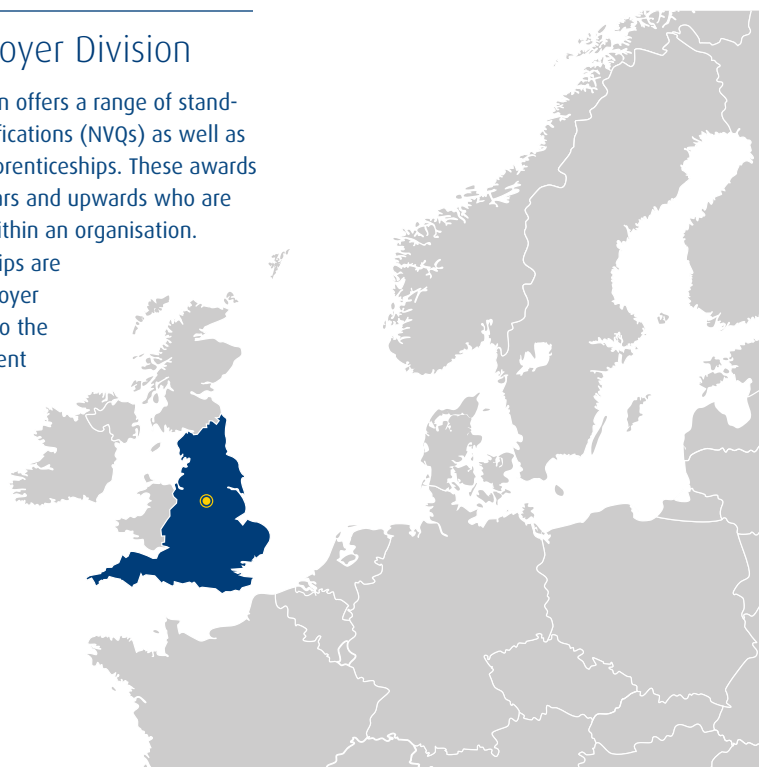 oyer Division
n offers a range of stand-
fications (NVQs) as well as
prenticeships. These awards
ars and upwards who are
ithin an organisation.
ips are
oyer
o the
ent